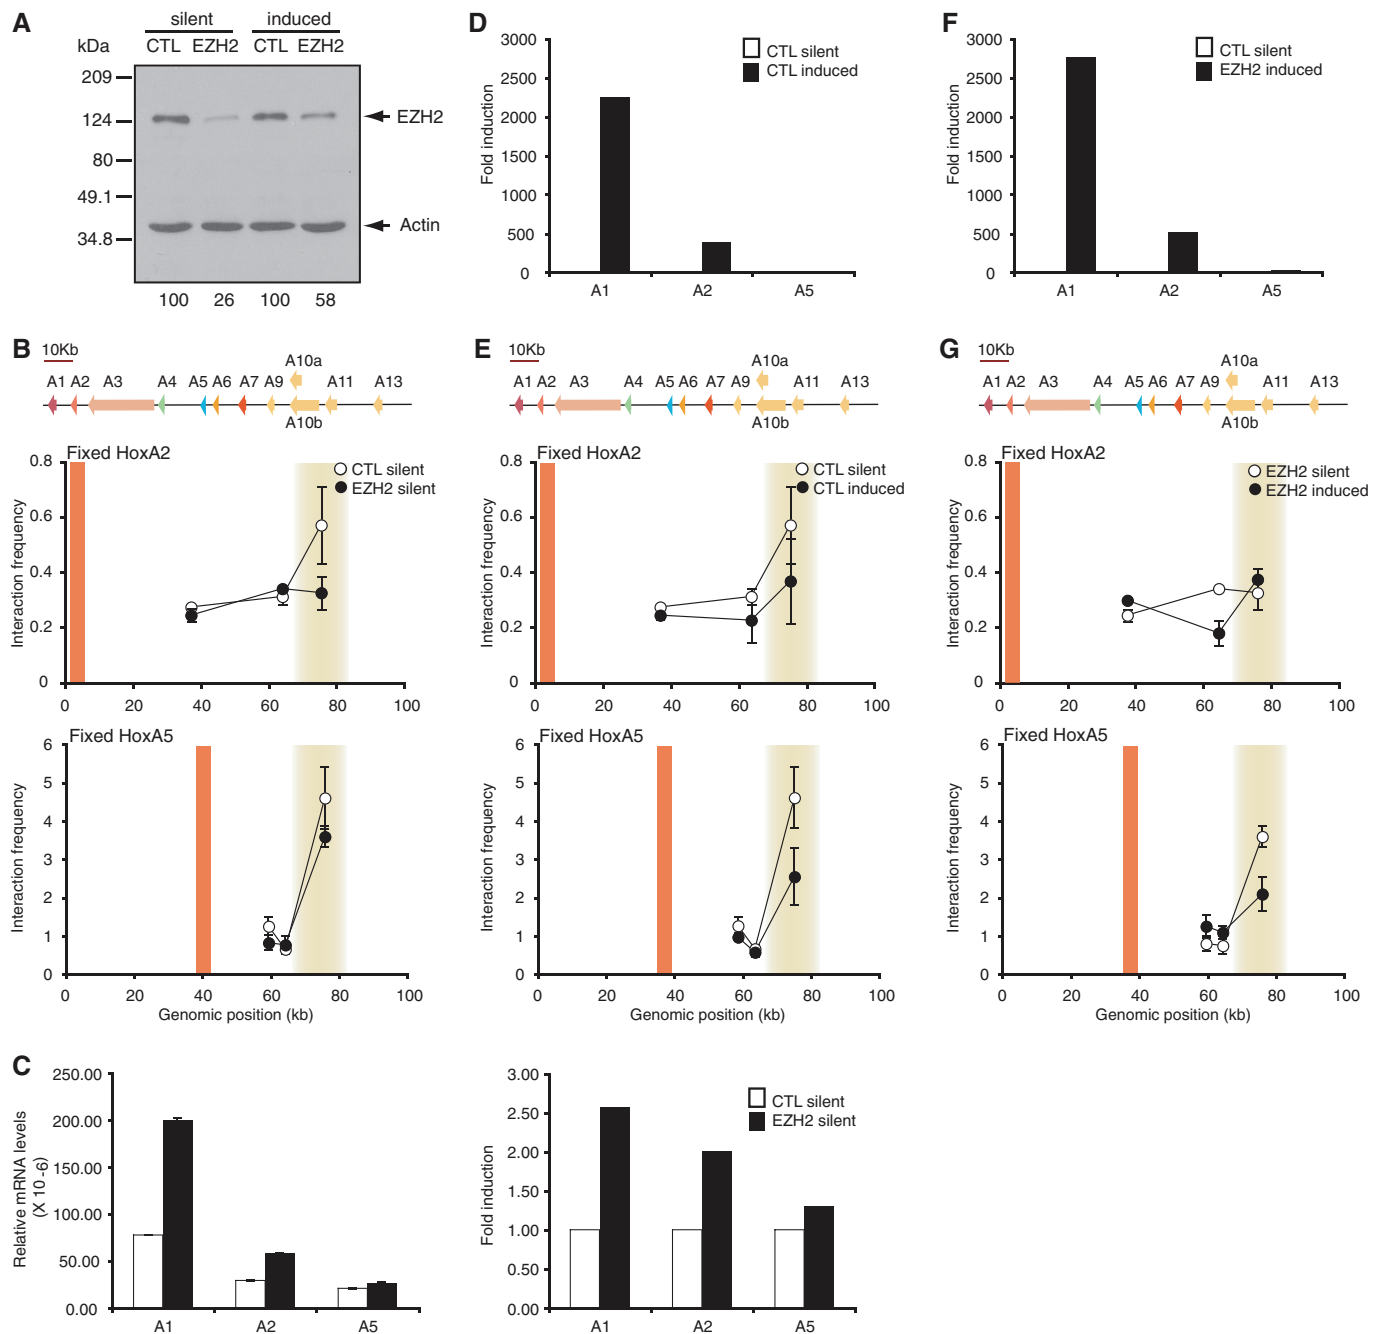 A
silent induced
kDa CTL EZH2 CTL EZH2
209
124
80
49.1
34.8
EZH2
Actin
100 26 100 58
D
3000
2500
2000
1500
1000
500
0
Fold induction
CTL silent
CTL induced
A1 A2 A5
F
3000
2500
2000
1500
1000
500
0
Fold induction
CTL silent
EZH2 induced
A1 A2 A5
B
10Kb
A10a
A1 A2 A3 A4 A5 A6 A7 A9 A11 A13
A10b
Fixed HoxA2
CTL silent
EZH2 silent
0.8
0.6
0.4
0.2
0
Interaction frequency
0 20 40 60 80 100
Fixed HoxA5
6
5
4
3
2
1
0
Interaction frequency
0 20 40 60 80 100
Genomic position (kb)
E
10Kb
A10a
A1 A2 A3 A4 A5 A6 A7 A9 A11 A13
A10b
Fixed HoxA2
CTL silent
CTL induced
0.8
0.6
0.4
0.2
0
Interaction frequency
0 20 40 60 80 100
Fixed HoxA5
6
5
4
3
2
1
0
Interaction frequency
0 20 40 60 80 100
Genomic position (kb)
G
10Kb
A10a
A1 A2 A3 A4 A5 A6 A7 A9 A11 A13
A10b
Fixed HoxA2
EZH2 silent
EZH2 induced
0.8
0.6
0.4
0.2
0
Interaction frequency
0 20 40 60 80 100
Fixed HoxA5
6
5
4
3
2
1
0
Interaction frequency
0 20 40 60 80 100
Genomic position (kb)
C
250.00
200.00
150.00
100.00
50.00
0.00
Relative mRNA levels
(X 10 -6)
A1 A2 A5
3.00
2.50
2.00
1.50
1.00
0.50
0.00
Fold induction
CTL silent
EZH2 silent
A1 A2 A5